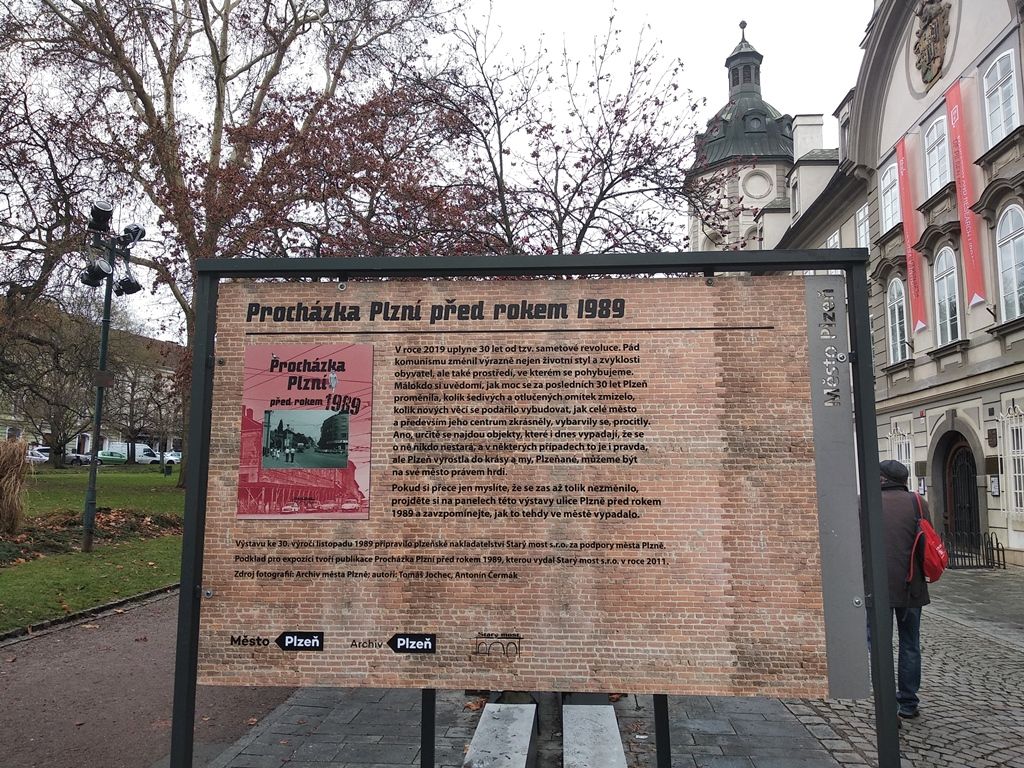 Procházka Plzní před rokem 1989
Procházka
Plzní
před rokem 1989
V roce 2019 uplyne 30 let od tzv. sametové revoluce. Pád
komunismu změnil výrazně nejen životní styl a zvyklosti
obyvatel, ale také prostředí, ve kterém se pohybujeme.
Málokdo si uvědomí, jak moc se za posledních 30 let Plzeň
proměnila, kolik šedivých a otlučených omítek zmizelo,
kolik nových věcí se podařilo vybudovat, jak celé město
a především jeho centrum zkrásněly, vybarvily se, procitly.
Ano, určitě se najdou objekty, které i dnes vypadají, že se
o ně nikdo nestará, a v některých případech to je i pravda,
ale Plzeň vyrostla do krásy a my, Plzeňané, můžeme být
na své město právem hrdí.
Pokud si přece jen myslíte, že se zas až tolik nezměnilo,
projděte si na panelech této výstavy ulice Plzně před rokem
1989 a zavzpomínejte, jak to tehdy ve městě vypadalo.
Výstavu ke 30. výročí listopadu 1989 připravilo plzeňské nakladatelství Starý most s.r.o. za podpory města Plzně.
Podklad pro expozici tvoří publikace Procházka Plzní před rokem 1989, kterou vydal Starý most s.r.o. v roce 2011.
Zdroj fotografií: Archiv města Plzně; autoři: Tomáš Jochec, Antonín Čermák
Město Plzeň
Archiv Plzeň
Starý most
Město Plzeň